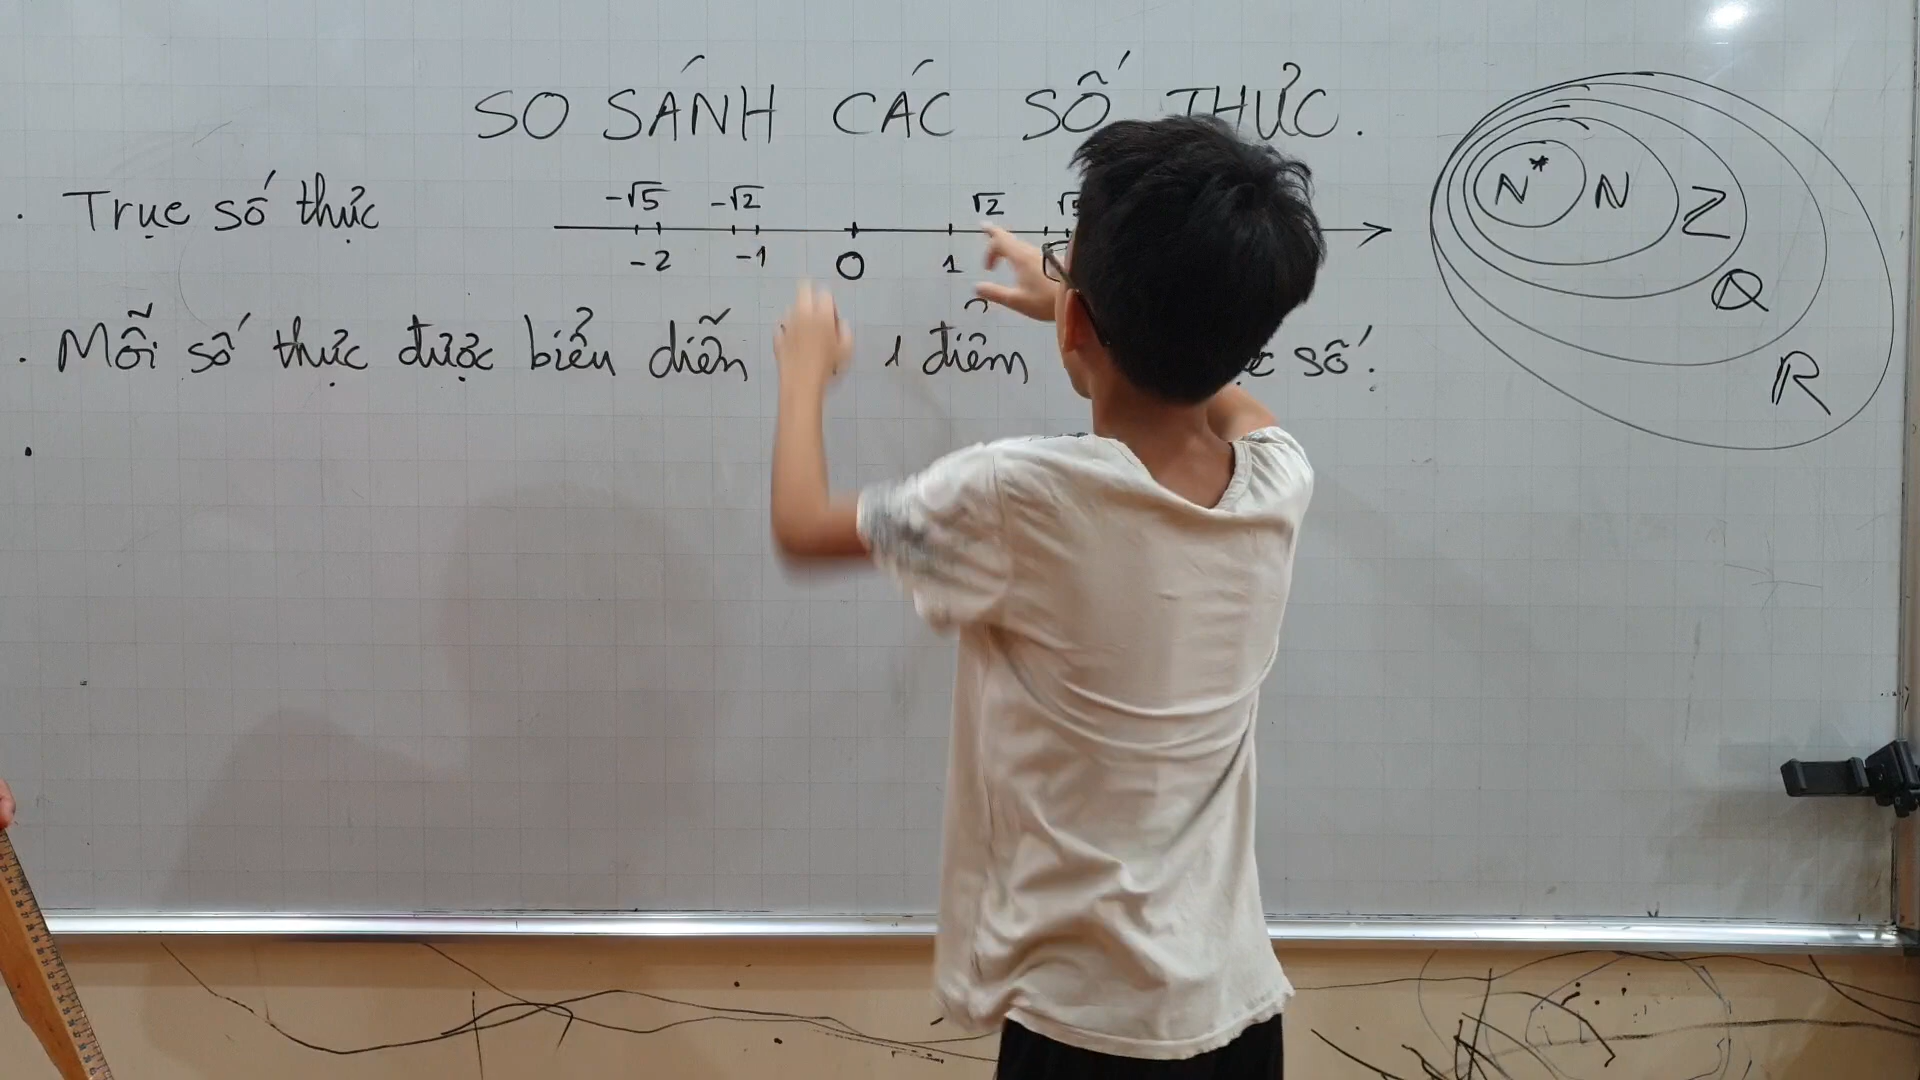 SO SÁNH CÁC SỐ THỰC.
. Trục số thực
-√5 -√2 √2
-2 -1 0 1
. Mỗi số thực được biểu diễn 1 điểm số.
N* N Z Q R